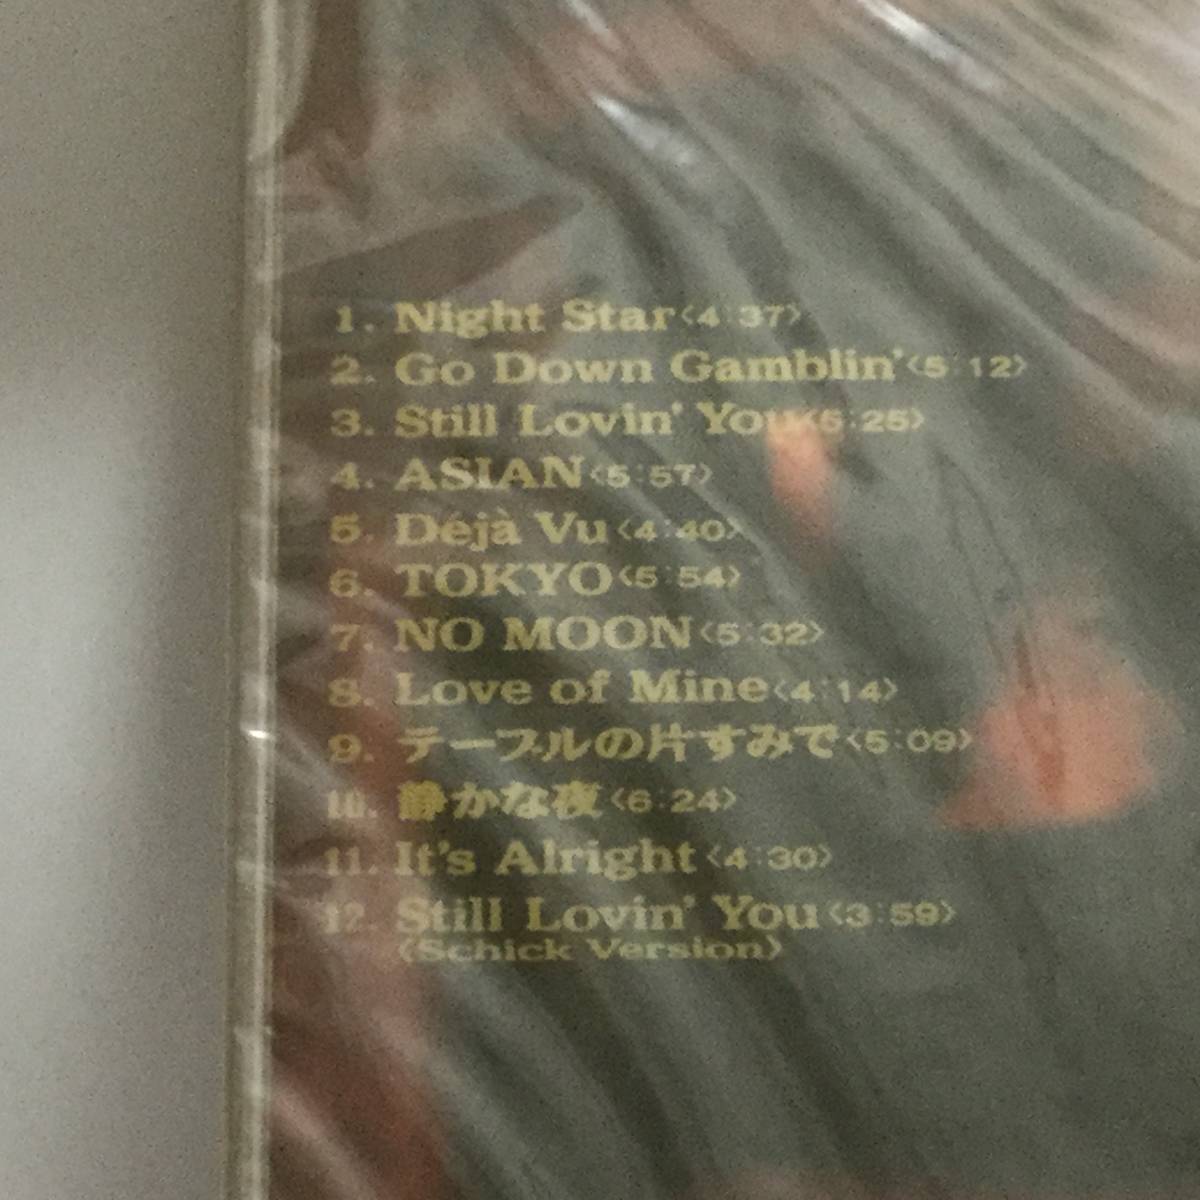 1. Night Star〈4:37〉
2. Go Down Gamblin'〈5:12〉
3. Still Lovin' You〈5:25〉
4. ASIAN〈5:57〉
5. Déjà Vu〈4:40〉
6. TOKYO〈5:54〉
7. NO MOON〈5:32〉
8. Love of Mine〈4:14〉
9. テーブルの片すみで〈5:09〉
10. 静かな夜〈6:24〉
11. It's Alright〈4:30〉
12. Still Lovin' You〈3:59〉
〈Schick Version〉